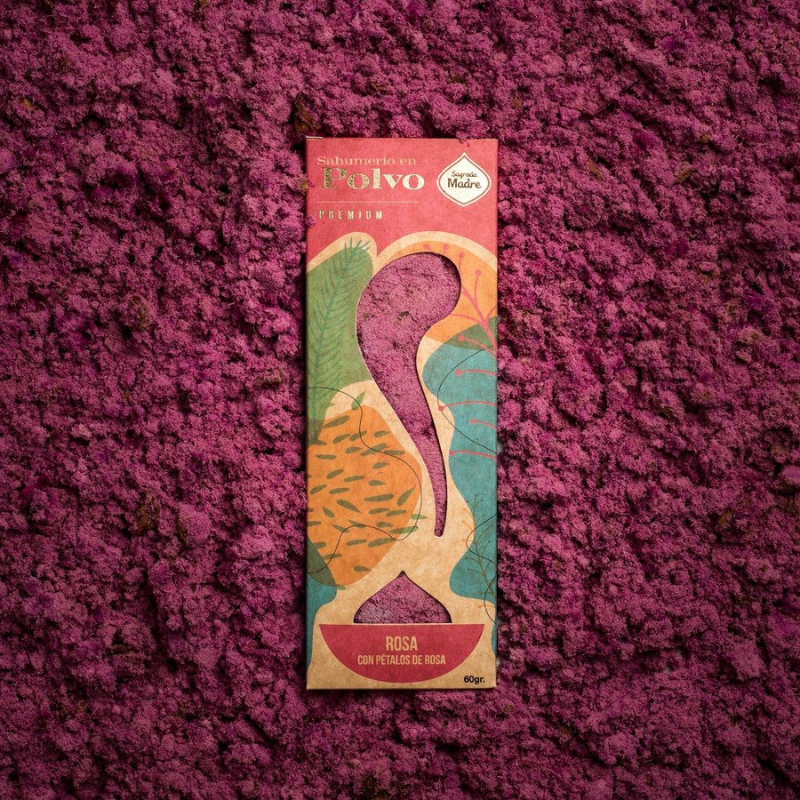 Sahumerio en
Polvo
PREMIUM
Sagrada
Madre
ROSA
CON PÉTALOS DE ROSA
60gr.